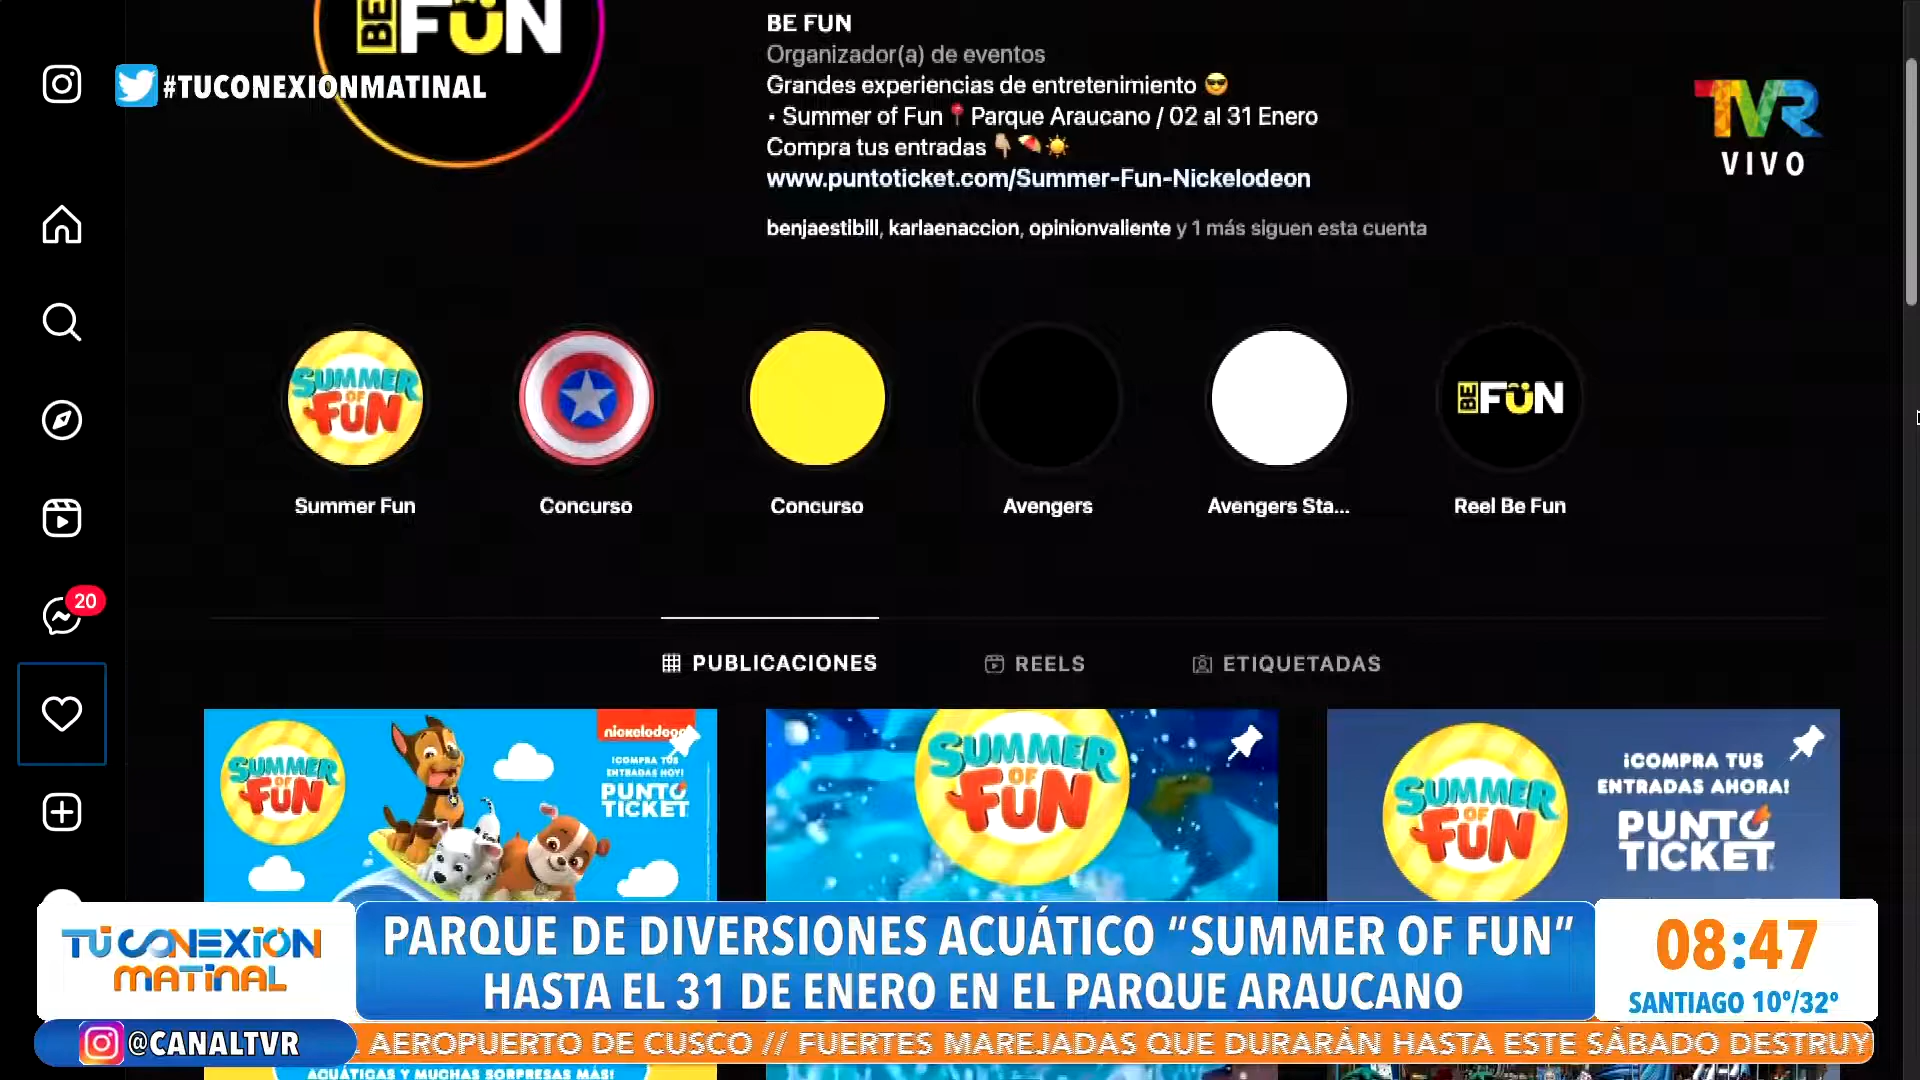 BE FUN
BE FUN
Organizador(a) de eventos
Grandes experiencias de entretenimiento 😎
• Summer of Fun📍Parque Araucano / 02 al 31 Enero
Compra tus entradas 👇🏼⛱️☀️
www.puntoticket.com/Summer-Fun-Nickelodeon
benjaestibill, karlaenaccion, opinionvaliente y 1 más siguen esta cuenta
#TUCONEXIONMATINAL
TVR
VIVO
SUMMER
OF
FUN
BE FUN
Summer Fun
Concurso
Concurso
Avengers
Avengers Sta...
Reel Be Fun
20
PUBLICACIONES
REELS
ETIQUETADAS
SUMMER
OF
FUN
nickelodeon
¡COMPRA TUS
ENTRADAS HOY!
PUNTO
TICKET
SUMMER
OF
FUN
SUMMER
OF
FUN
¡COMPRA TUS
ENTRADAS AHORA!
PUNTO
TICKET
TU CONEXIÓN
MATINAL
PARQUE DE DIVERSIONES ACUÁTICO “SUMMER OF FUN”
HASTA EL 31 DE ENERO EN EL PARQUE ARAUCANO
08:47
SANTIAGO 10°/32°
@CANALTVR
AEROPUERTO DE CUSCO // FUERTES MAREJADAS QUE DURARÁN HASTA ESTE SÁBADO DESTRUY
ACUÁTICAS Y MUCHAS SORPRESAS MÁS!